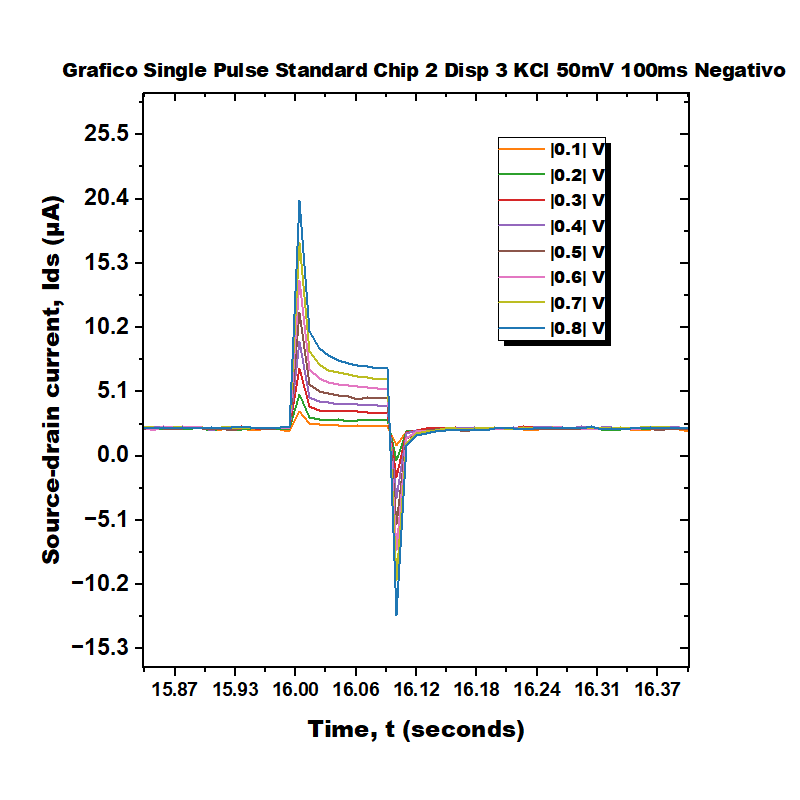 Grafico Single Pulse Standard Chip 2 Disp 3 KCl 50mV 100ms Negativo
25.5
20.4
15.3
10.2
5.1
0.0
−5.1
−10.2
−15.3
Source-drain current, Ids (µA)
|0.1| V
|0.2| V
|0.3| V
|0.4| V
|0.5| V
|0.6| V
|0.7| V
|0.8| V
15.87 15.93 16.00 16.06 16.12 16.18 16.24 16.31 16.37
Time, t (seconds)